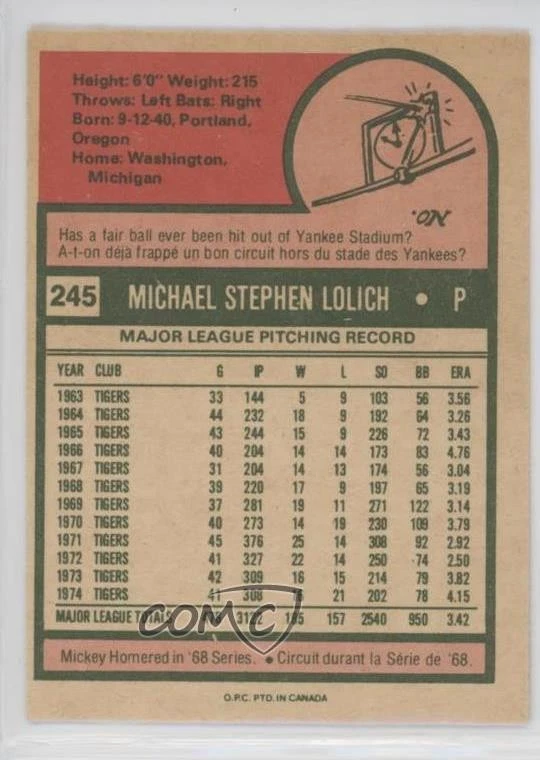 Height: 6'0" Weight: 215
Throws: Left Bats: Right
Born: 9-12-40, Portland,
Oregon
Home: Washington,
Michigan
No.
Has a fair ball ever been hit out of Yankee Stadium?
A-t-on déjà frappé un bon circuit hors du stade des Yankees?
245 MICHAEL STEPHEN LOLICH • P
MAJOR LEAGUE PITCHING RECORD
YEAR CLUB G IP W L SO BB ERA
1963 TIGERS 33 144 5 9 103 56 3.56
1964 TIGERS 44 232 18 9 192 64 3.26
1965 TIGERS 43 244 15 9 226 72 3.43
1966 TIGERS 40 204 14 14 173 83 4.76
1967 TIGERS 31 204 14 13 174 56 3.04
1968 TIGERS 39 220 17 9 197 65 3.19
1969 TIGERS 37 281 19 11 271 122 3.14
1970 TIGERS 40 273 14 19 230 109 3.79
1971 TIGERS 45 376 25 14 308 92 2.92
1972 TIGERS 41 327 22 14 250 74 2.50
1973 TIGERS 42 309 16 15 214 79 3.82
1974 TIGERS 41 308 21 202 78 4.15
MAJOR LEAGUE TOTALS 3122 195 157 2540 950 3.42
COMC
Mickey Homered in '68 Series. • Circuit durant la Série de '68.
O.P.C. PTD. IN CANADA